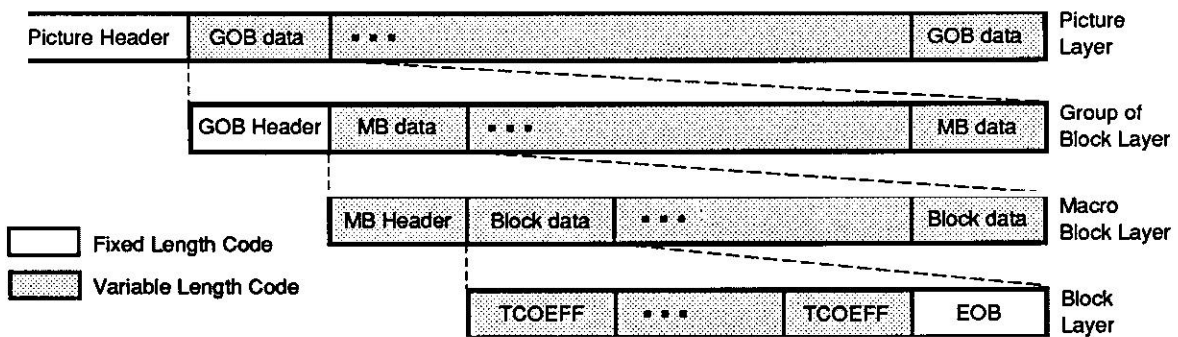 Picture Header GOB data ... GOB data Picture Layer
GOB Header MB data ... MB data Group of Block Layer
MB Header Block data ... Block data Macro Block Layer
Fixed Length Code
Variable Length Code
TCOEFF ... TCOEFF EOB Block Layer